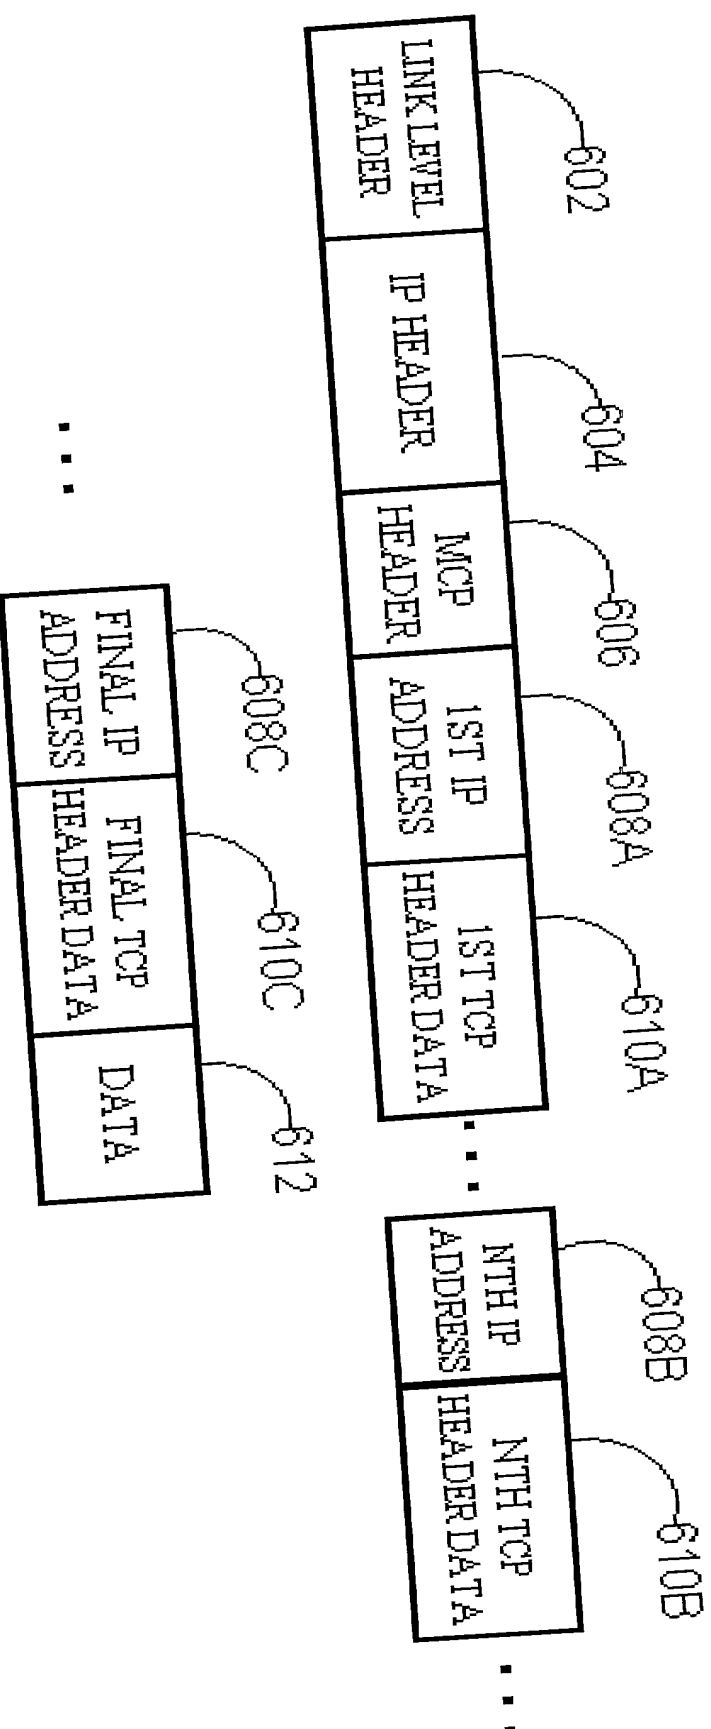 602
604
606
608A
610A
608B
610B
LINK LEVEL
HEADER
IP HEADER
MCP
HEADER
1ST IP
ADDRESS
1ST TCP
HEADER DATA
...
NTH IP
ADDRESS
NTH TCP
HEADER DATA
...
608C
610C
612
...
FINAL IP
ADDRESS
FINAL TCP
HEADER DATA
DATA